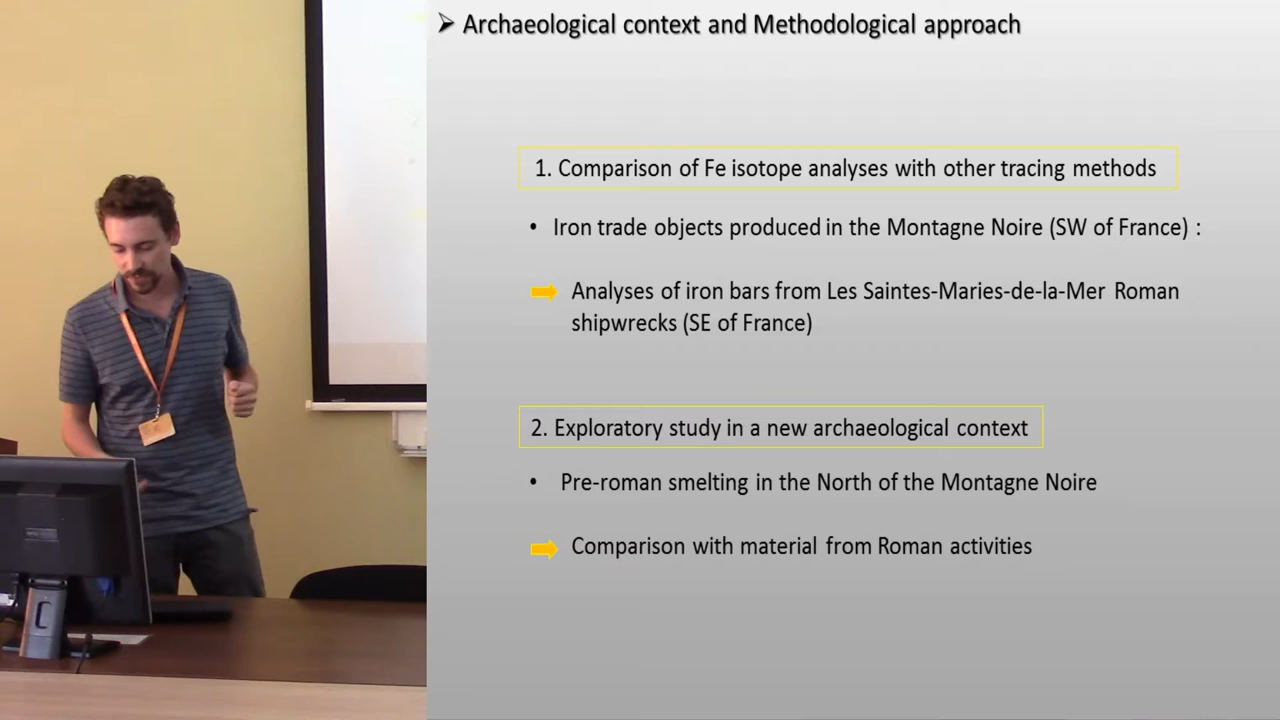 ➢ Archaeological context and Methodological approach
1. Comparison of Fe isotope analyses with other tracing methods
• Iron trade objects produced in the Montagne Noire (SW of France) :
Analyses of iron bars from Les Saintes-Maries-de-la-Mer Roman
shipwrecks (SE of France)
2. Exploratory study in a new archaeological context
• Pre-roman smelting in the North of the Montagne Noire
Comparison with material from Roman activities